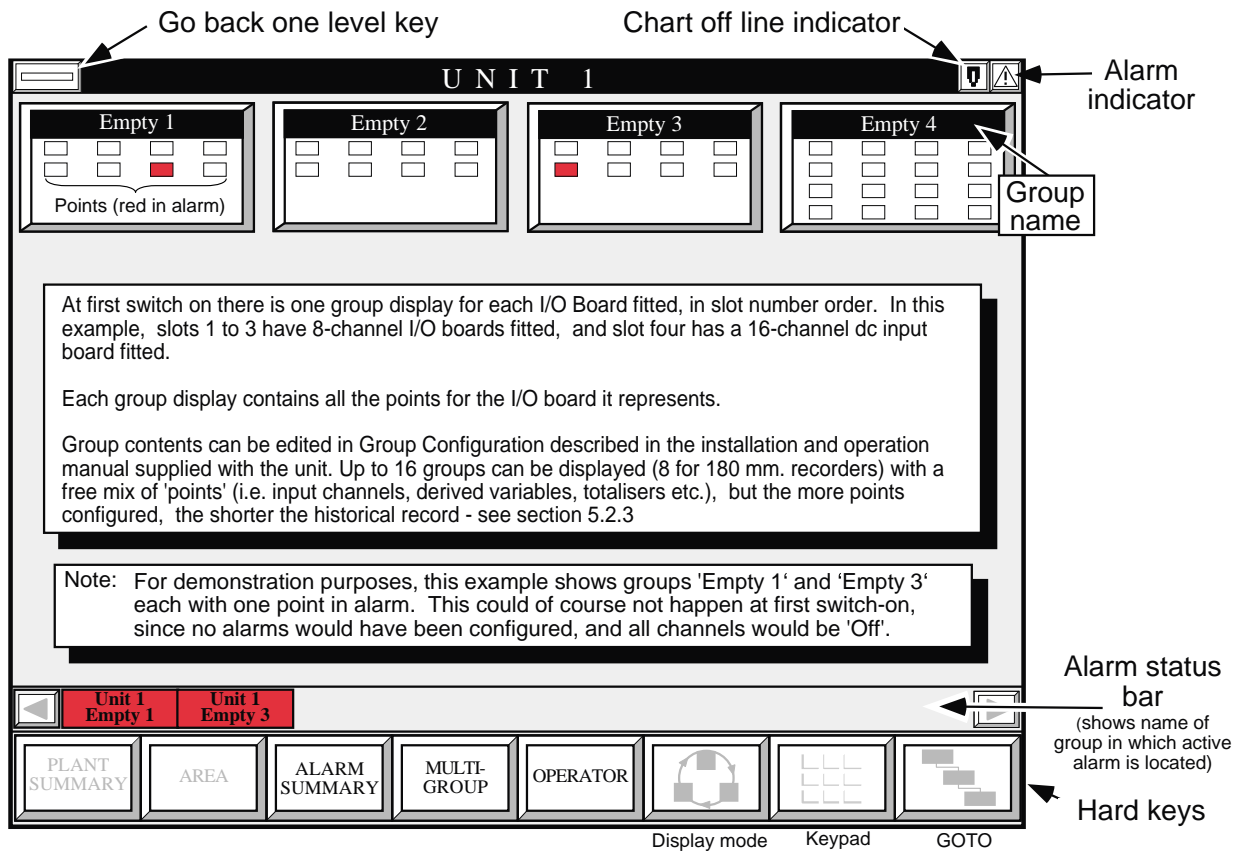 Go back one level key
Chart off line indicator
UNIT 1
Alarm
indicator
Empty 1
Empty 2
Empty 3
Empty 4
Points (red in alarm)
Group
name
At first switch on there is one group display for each I/O Board fitted, in slot number order. In this
example, slots 1 to 3 have 8-channel I/O boards fitted, and slot four has a 16-channel dc input
board fitted.
Each group display contains all the points for the I/O board it represents.
Group contents can be edited in Group Configuration described in the installation and operation
manual supplied with the unit. Up to 16 groups can be displayed (8 for 180 mm. recorders) with a
free mix of 'points' (i.e. input channels, derived variables, totalisers etc.), but the more points
configured, the shorter the historical record - see section 5.2.3
Note: For demonstration purposes, this example shows groups 'Empty 1‘ and ‘Empty 3‘
each with one point in alarm. This could of course not happen at first switch-on,
since no alarms would have been configured, and all channels would be 'Off'.
Alarm status
bar
(shows name of
group in which active
alarm is located)
Unit 1
Empty 1
Unit 1
Empty 3
PLANT
SUMMARY
AREA
ALARM
SUMMARY
MULTI-
GROUP
OPERATOR
Hard keys
Display mode
Keypad
GOTO